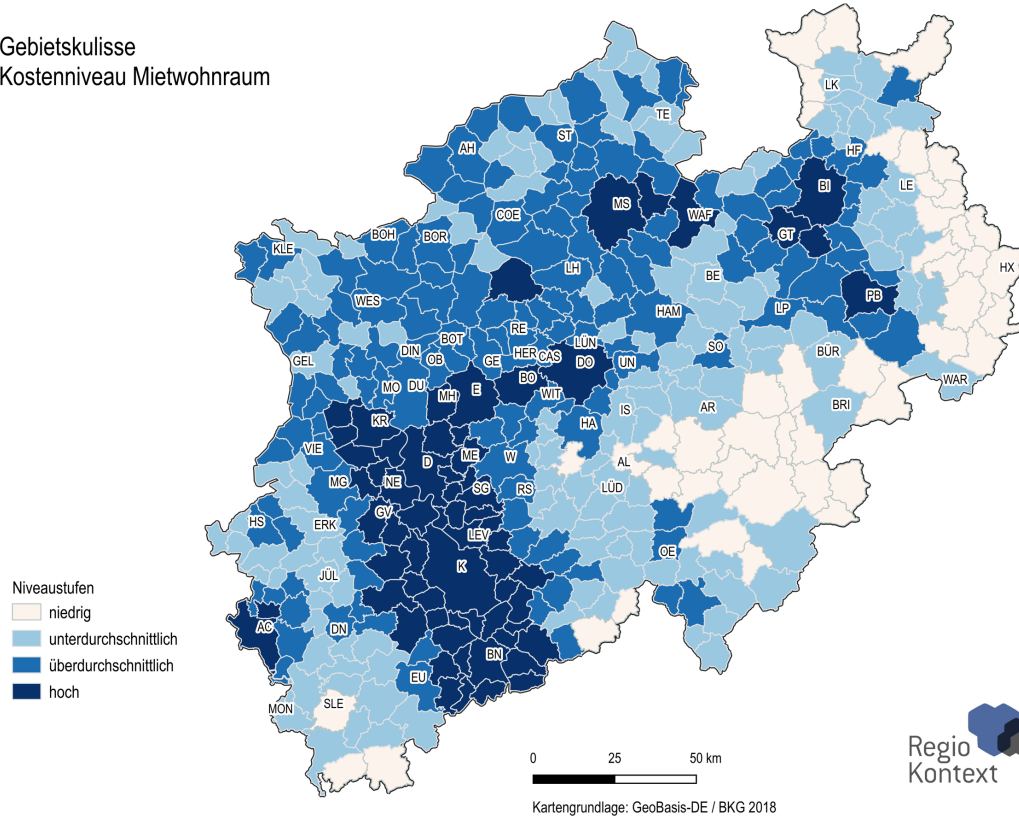 Gebietskulisse
Kostenniveau Mietwohnraum
LK
TE
ST
AH
HF
BI
LE
MS
WAF
COE
GT
BOH
BOR
KLE
LH
BE
HX
PB
WES
HAM
LP
RE
BOT
LÜN
SO
BÜR
DIN
OB
GE
HER
CAS
DO
UN
GEL
WAR
MO
DU
MH
E
BO
WIT
BRI
KR
HA
IS
AR
VIE
D
ME
W
AL
MG
NE
SG
RS
LÜD
GV
HS
ERK
LEV
OE
K
JÜL
AC
DN
BN
EU
MON
SLE
Niveaustufen
niedrig
unterdurchschnittlich
überdurchschnittlich
hoch
0 25 50 km
Kartengrundlage: GeoBasis-DE / BKG 2018
Regio
Kontext